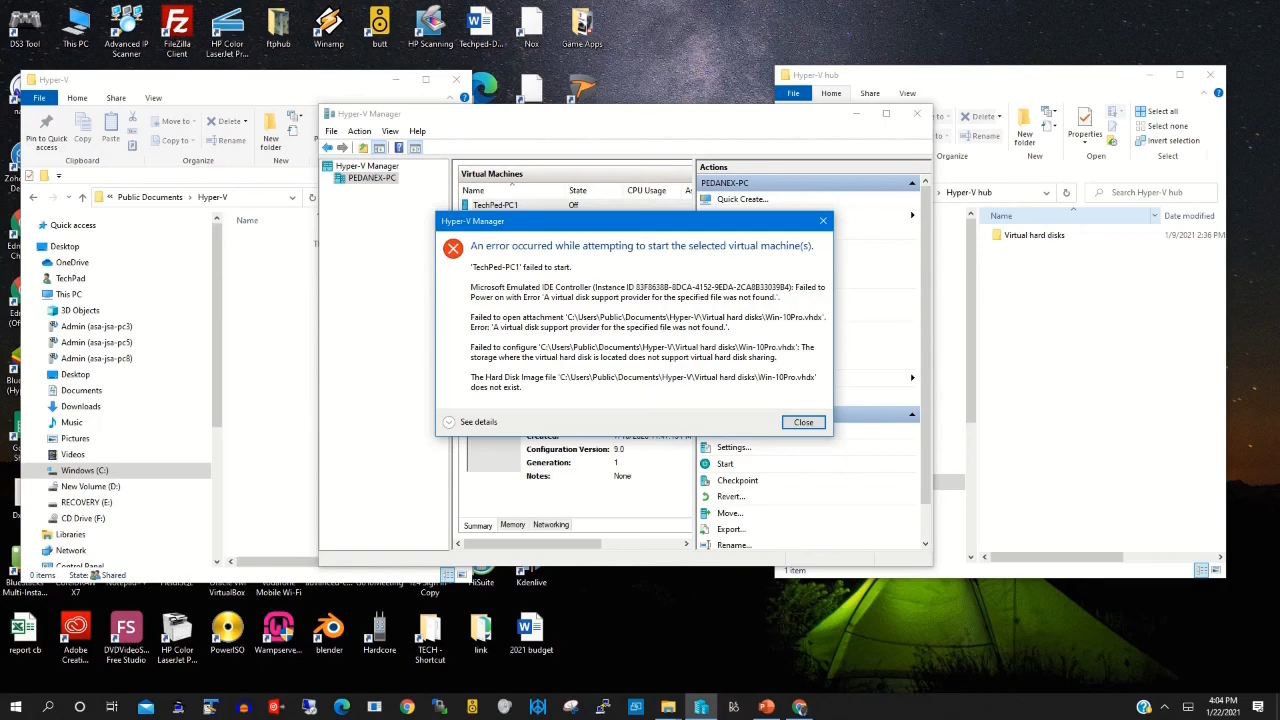 DS3 Tool
This PC
Advanced IP
Scanner
FileZilla
Client
HP Color
LaserJet Pr...
ftphub
Winamp
butt
HP Scanning
Techped-D...
Nox
Game Apps
Hyper-V
File
Home
Share
View
Pin to Quick
access
Copy
Paste
Move to
Copy to
Delete
Rename
New
folder
Clipboard
Organize
New
Public Documents
Hyper-V
Name
Quick access
Desktop
OneDrive
TechPad
This PC
3D Objects
Admin (asa-jsa-pc3)
Admin (asa-jsa-pc5)
Admin (asa-jsa-pc8)
Desktop
Documents
Downloads
Music
Pictures
Videos
Windows (C:)
New Volume (D:)
RECOVERY (E:)
CD Drive (F:)
Libraries
Network
Control Panel
0 items
State:
Shared
Hyper-V Manager
File
Action
View
Help
Hyper-V Manager
PEDANEX-PC
Virtual Machines
Name
State
CPU Usage
TechPed-PC1
Off
Actions
PEDANEX-PC
Quick Create...
Hyper-V Manager
An error occurred while attempting to start the selected virtual machine(s).
'TechPed-PC1' failed to start.
Microsoft Emulated IDE Controller (Instance ID 83F8638B-8DCA-4152-9EDA-2CA8B33039B4): Failed to
Power on with Error 'A virtual disk support provider for the specified file was not found.'.
Failed to open attachment 'C:\Users\Public\Documents\Hyper-V\Virtual hard disks\Win-10Pro.vhdx'.
Error: 'A virtual disk support provider for the specified file was not found.'.
Failed to configure 'C:\Users\Public\Documents\Hyper-V\Virtual hard disks\Win-10Pro.vhdx': The
storage where the virtual hard disk is located does not support virtual hard disk sharing.
The Hard Disk Image file 'C:\Users\Public\Documents\Hyper-V\Virtual hard disks\Win-10Pro.vhdx'
does not exist.
See details
Close
Configuration Version:
9.0
Generation:
1
Notes:
None
Summary
Memory
Networking
Settings...
Start
Checkpoint
Revert...
Move...
Export...
Rename...
Hyper-V hub
File
Home
Share
View
Delete
Rename
New
folder
Properties
Select all
Select none
Invert selection
Organize
New
Open
Select
Hyper-V hub
Search Hyper-V hub
Name
Date modified
Virtual hard disks
1/9/2021 2:36 PM
1 item
Multi-Insta...
X7
VirtualBox
Mobile Wi-Fi
Copy
HiSuite
Kdenlive
report cb
Adobe
Creati...
DVDVideoS...
Free Studio
HP Color
LaserJet Pr...
PowerISO
Wampserve...
blender
Hardcore
TECH -
Shortcut
link
2021 budget
4:04 PM
1/22/2021